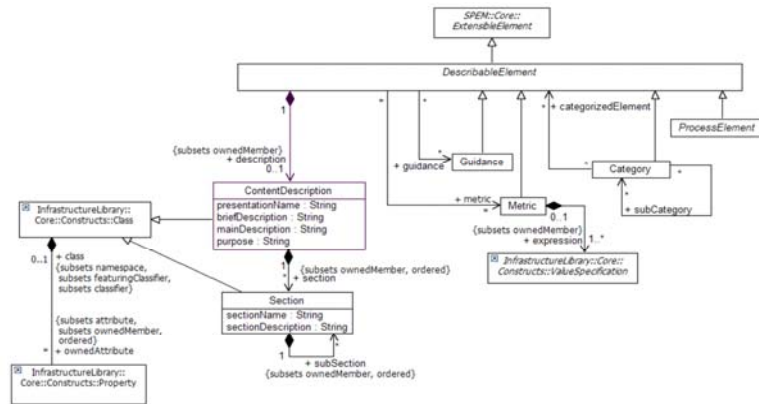 SPEM::Core::
ExtensibleElement
DescribableElement
1
*
*
* + categorizedElement
{subsets ownedMember}
+ description
0..1
*
+ guidance
Guidance
*
Category
*
*
+ subCategory
ProcessElement
+ metric
*
Metric
0..1
{subsets ownedMember}
+ expression
1..*
InfrastructureLibrary::Core::
Constructs::ValueSpecification
ContentDescription
presentationName : String
briefDescription : String
mainDescription : String
purpose : String
InfrastructureLibrary::
Core::Constructs::Class
0..1
+ class
{subsets namespace,
subsets featuringClassifier,
subsets classifier}
1
{subsets ownedMember, ordered}
*
+ section
Section
sectionName : String
sectionDescription : String
1
*
+ subSection
{subsets ownedMember, ordered}
{subsets attribute,
subsets ownedMember,
ordered}
* + ownedAttribute
InfrastructureLibrary::
Core::Constructs::Property